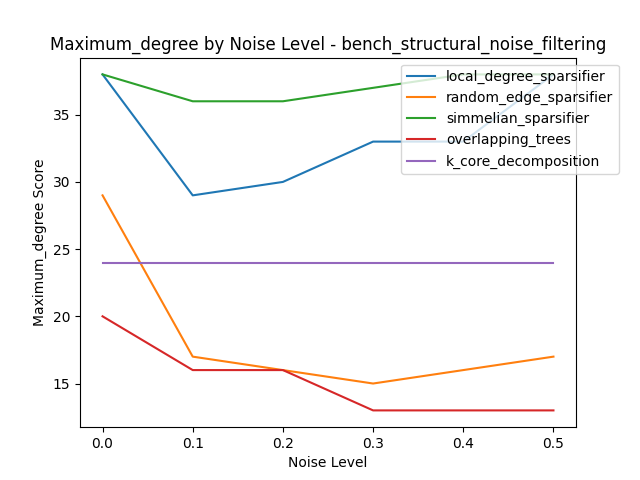 Maximum_degree by Noise Level - bench_structural_noise_filtering
local_degree_sparsifier
random_edge_sparsifier
simmelian_sparsifier
overlapping_trees
k_core_decomposition
Maximum_degree Score
35
30
25
20
15
0.0 0.1 0.2 0.3 0.4 0.5
Noise Level